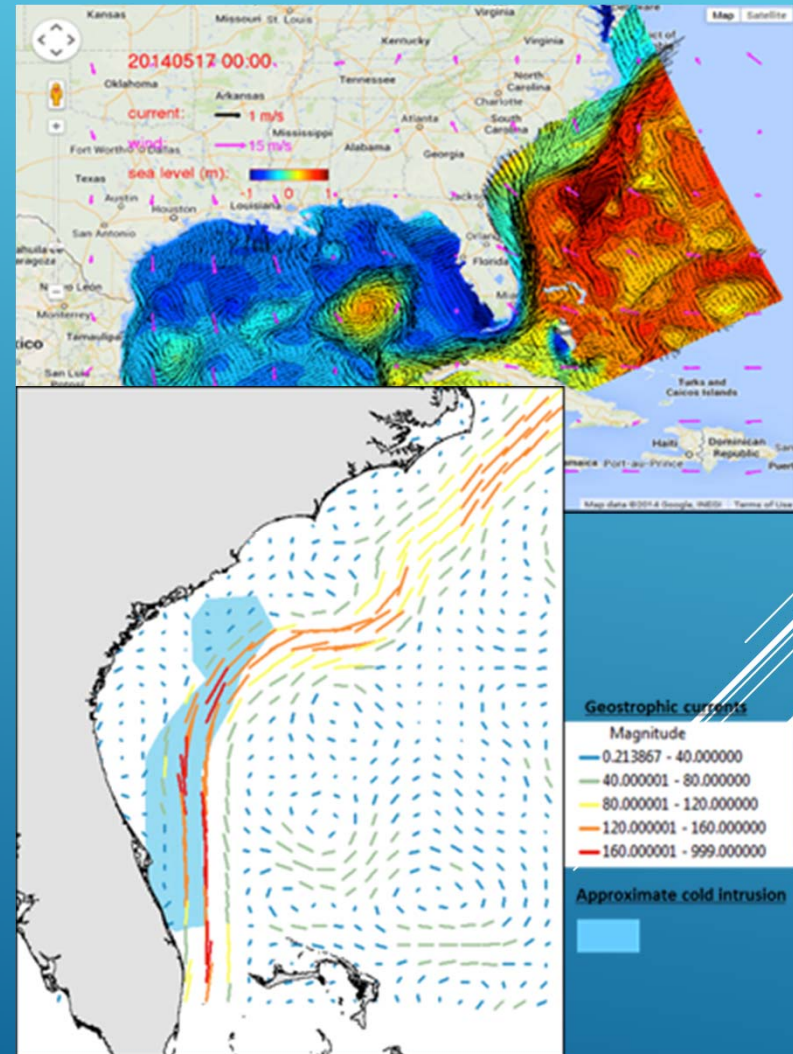 Kansas
Missouri
St. Louis
Virginia
Delaware
Map
Satellite
Kentucky
Virginia
20140517 00:00
Oklahoma
Tennessee
North
Carolina
Arkansas
Charlotte
current:
1 m/s
Mississippi
Atlanta
South
Carolina
Fort Worth
Dallas
wind:
15 m/s
Alabama
Georgia
Texas
sea level (m):
-1
0
1
Austin
Houston
Louisiana
San Antonio
Florida
Monterrey
Tamaulipas
San Luis
Turks and
Caicos Islands
Haiti
Dominican
Republic
Port-au-Prince
Map data ©2014 Google, INEGI
Terms of Use
Geostrophic currents
Magnitude
0.213867 - 40.000000
40.000001 - 80.000000
80.000001 - 120.000000
120.000001 - 160.000000
160.000001 - 999.000000
Approximate cold intrusion